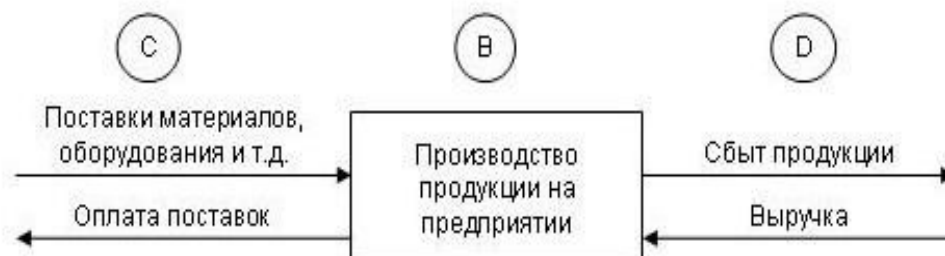 C
B
D
Поставки материалов,
оборудования и т.д.
Оплата поставок
Производство
продукции на
предприятии
Сбыт продукции
Выручка